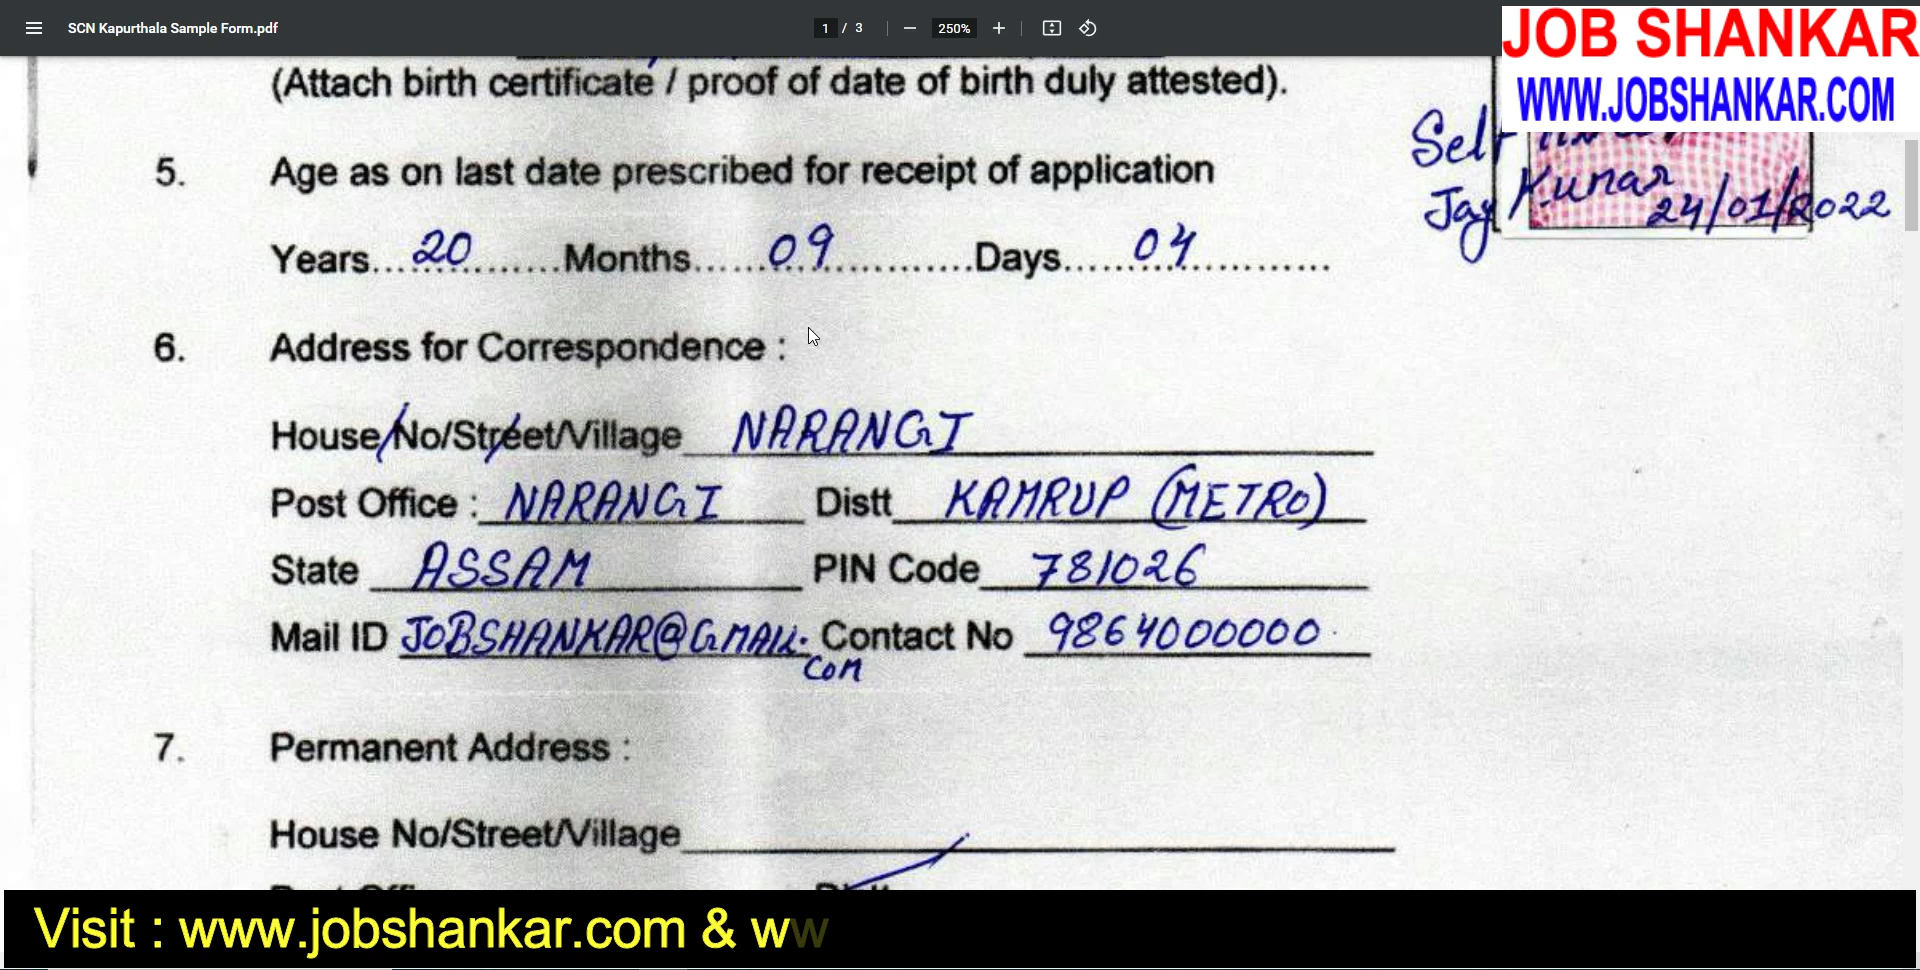 SCN Kapurthala Sample Form.pdf
1 / 3
250%
JOB SHANKAR
WWW.JOBSHANKAR.COM
(Attach birth certificate / proof of date of birth duly attested).
Self
Jay Kumar
24/01/2022
5. Age as on last date prescribed for receipt of application
Years....20.......Months......09............Days......04..............
6. Address for Correspondence :
House/No/Street/Village NARANGI
Post Office : NARANGI Distt KAMRUP (METRO)
State ASSAM PIN Code 781026
Mail ID JOBSHANKAR@GMAIL. Contact No 9864000000
COM
7. Permanent Address :
House No/Street/Village
Visit : www.jobshankar.com & ww